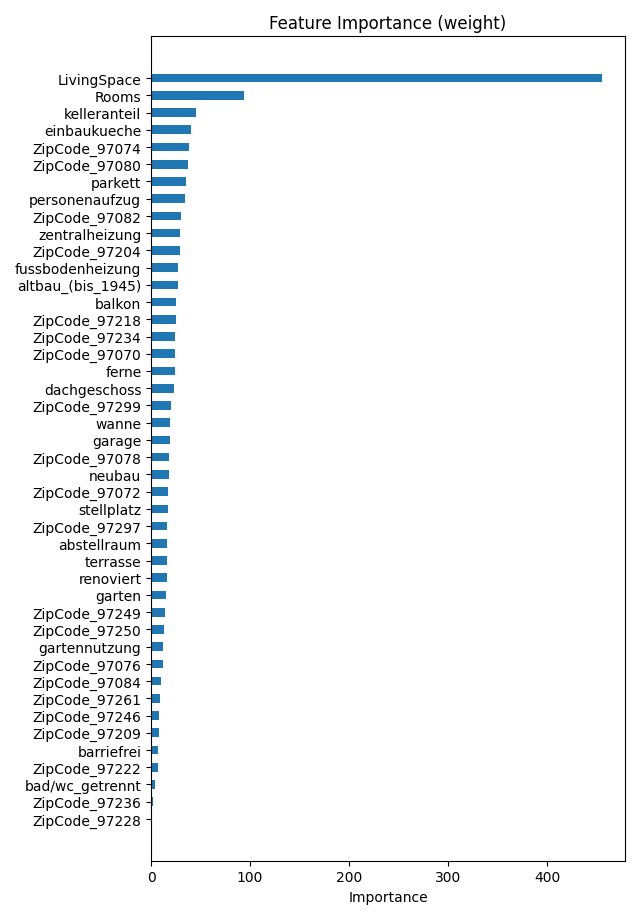 Feature Importance (weight)
LivingSpace
Rooms
kelleranteil
einbaukueche
ZipCode_97074
ZipCode_97080
parkett
personenaufzug
ZipCode_97082
zentralheizung
ZipCode_97204
fussbodenheizung
altbau_(bis_1945)
balkon
ZipCode_97218
ZipCode_97234
ZipCode_97070
ferne
dachgeschoss
ZipCode_97299
wanne
garage
ZipCode_97078
neubau
ZipCode_97072
stellplatz
ZipCode_97297
abstellraum
terrasse
renoviert
garten
ZipCode_97249
ZipCode_97250
gartennutzung
ZipCode_97076
ZipCode_97084
ZipCode_97261
ZipCode_97246
ZipCode_97209
barriefrei
ZipCode_97222
bad/wc_getrennt
ZipCode_97236
ZipCode_97228
0 100 200 300 400
Importance